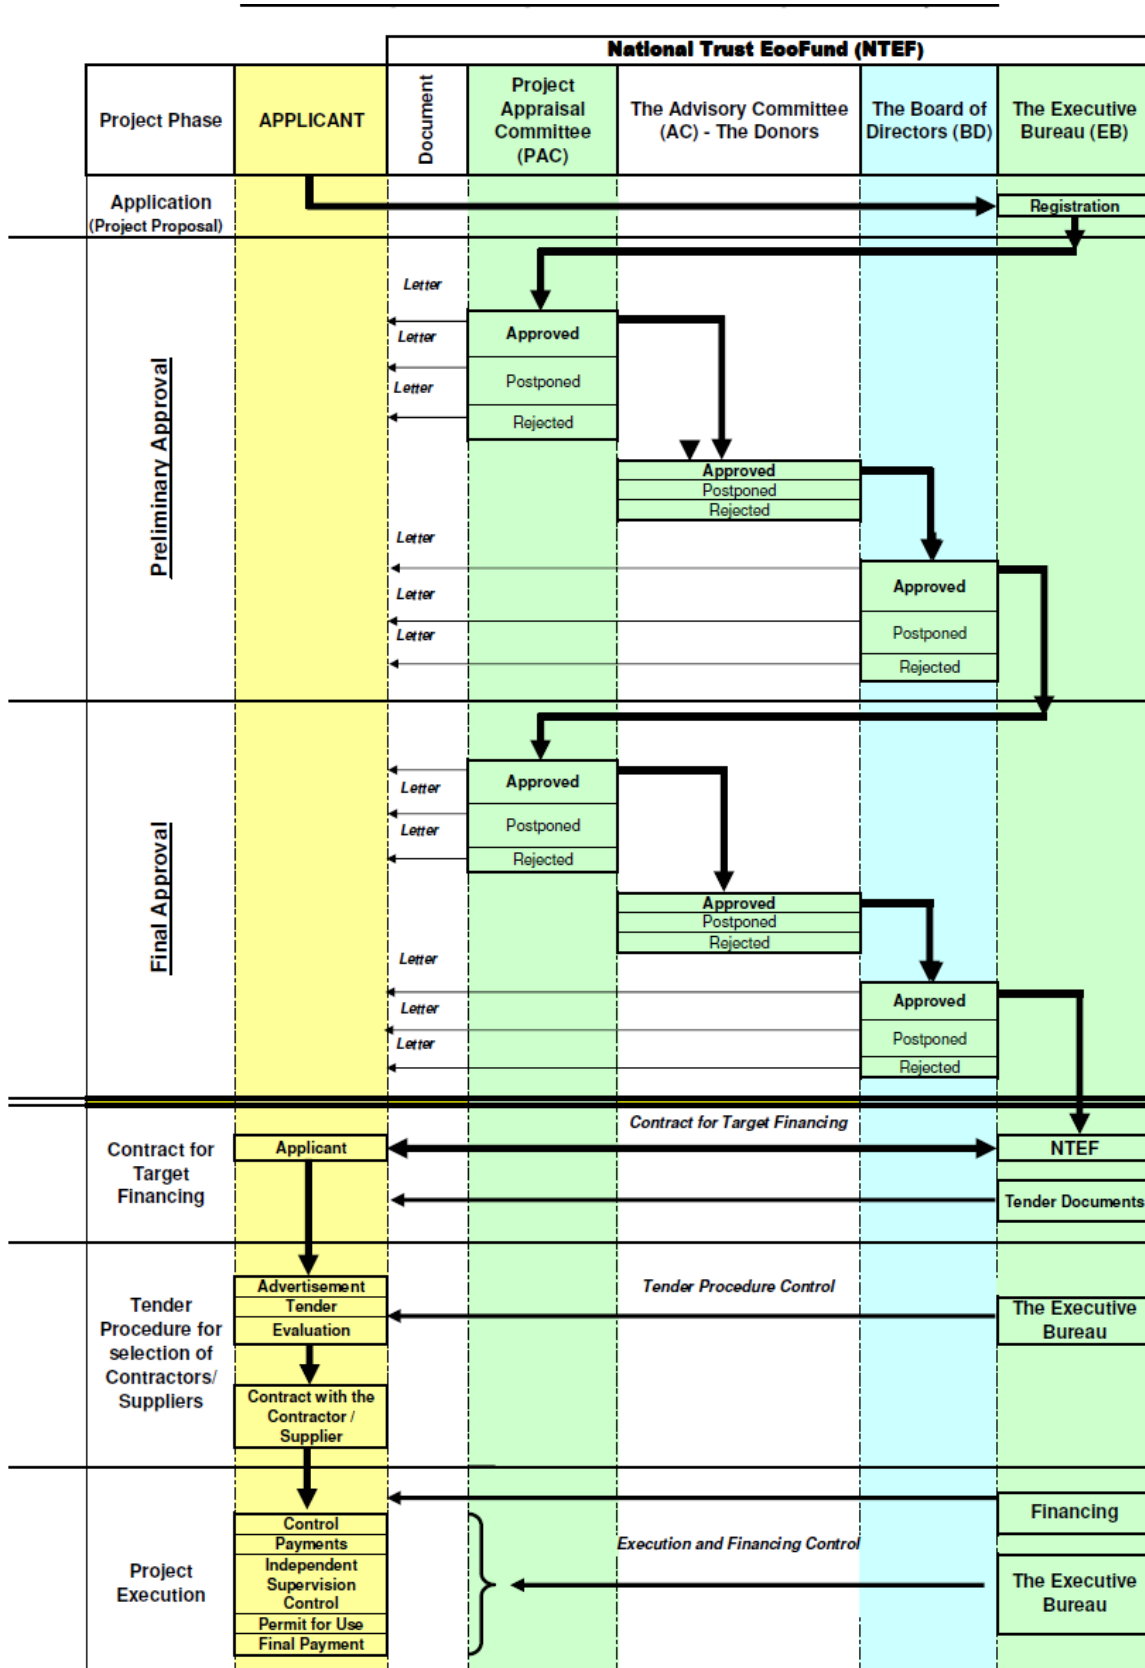 National Trust EooFund (NTEF)
Project Phase
APPLICANT
Document
Project
Appraisal
Committee
(PAC)
The Advisory Committee
(AC) - The Donors
The Board of
Directors (BD)
The Executive
Bureau (EB)
Application
(Project Proposal)
Registration
Preliminary Approval
Letter
Letter
Letter
Approved
Postponed
Rejected
Approved
Postponed
Rejected
Letter
Letter
Letter
Approved
Postponed
Rejected
Final Approval
Letter
Letter
Approved
Postponed
Rejected
Approved
Postponed
Rejected
Letter
Letter
Letter
Approved
Postponed
Rejected
Contract for
Target
Financing
Applicant
Contract for Target Financing
NTEF
Tender Documents
Tender
Procedure for
selection of
Contractors/
Suppliers
Advertisement
Tender
Evaluation
Tender Procedure Control
The Executive
Bureau
Contract with the
Contractor /
Supplier
Project
Execution
Control
Payments
Independent
Supervision
Control
Permit for Use
Final Payment
Execution and Financing Control
Financing
The Executive
Bureau